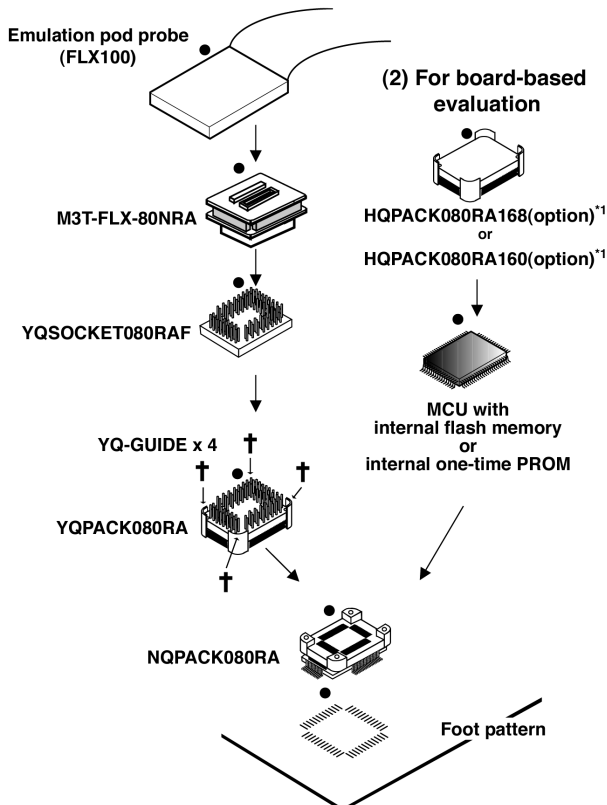 Emulation pod probe
(FLX100)
M3T-FLX-80NRA
YQSOCKET080RAF
YQ-GUIDE x 4
YQPACK080RA
(2) For board-based
evaluation
HQPACK080RA168(option)*1
or
HQPACK080RA160(option)*1
MCU with
internal flash memory
or
internal one-time PROM
NQPACK080RA
Foot pattern